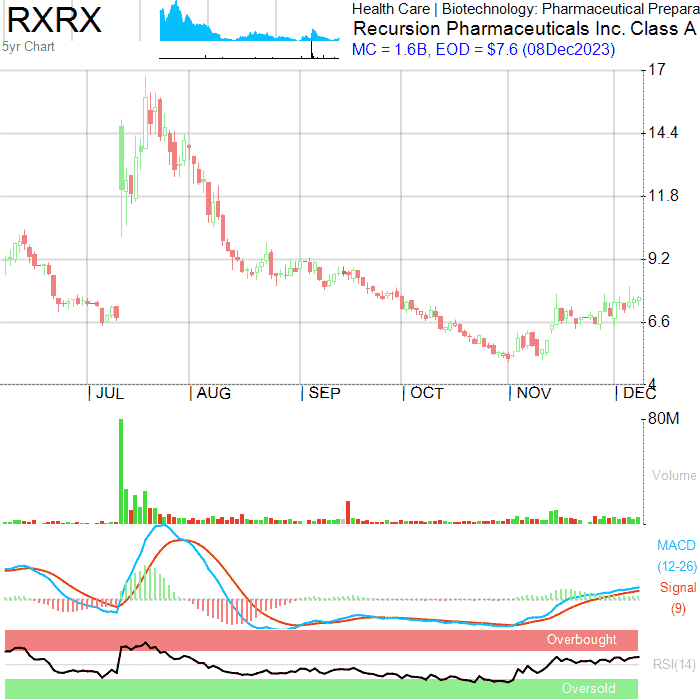 RXRX
5yr Chart
Health Care | Biotechnology: Pharmaceutical Prepara
Recursion Pharmaceuticals Inc. Class A
MC = 1.6B, EOD = $7.6 (08Dec2023)
17
14.4
11.8
9.2
6.6
4
JUL AUG SEP OCT NOV DEC
80M
Volume
MACD
(12-26)
Signal
(9)
Overbought
RSI(14)
Oversold